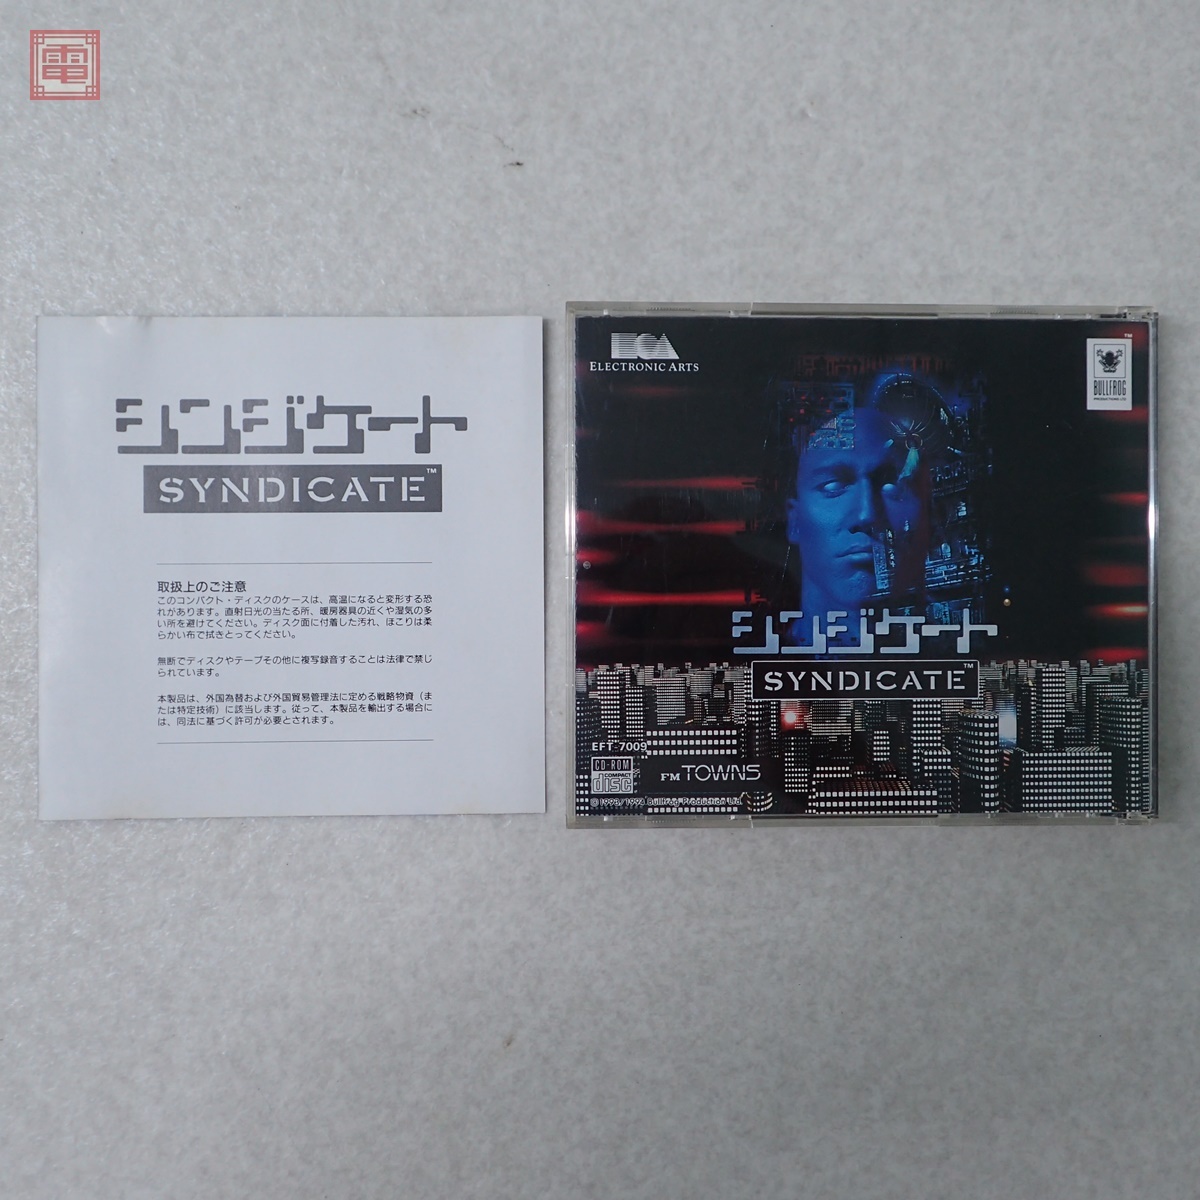 電
シンジケート
SYNDICATE™
取扱上のご注意
このコンパクト・ディスクのケースは、高温になると変形する恐
れがあります。直射日光の当たる所、暖房器具の近くや湿気の多
い所を避けてください。ディスク面に付着した汚れ、ほこりは柔
らかい布で拭きとってください。
無断でディスクやテープその他に複写録音することは法律で禁じ
られています。
本製品は、外国為替および外国貿易管理法に定める戦略物資（ま
たは特定技術）に該当します。従って、本製品を輸出する場合に
は、同法に基づく許可が必要とされます。
ELECTRONIC ARTS
™
BULLFROG
PRODUCTIONS LTD
シンジケート
SYNDICATE™
EFT-7009
CD-ROM
COMPACT
disc
FM TOWNS
© 1993/1994 Bullfrog Production Ltd.